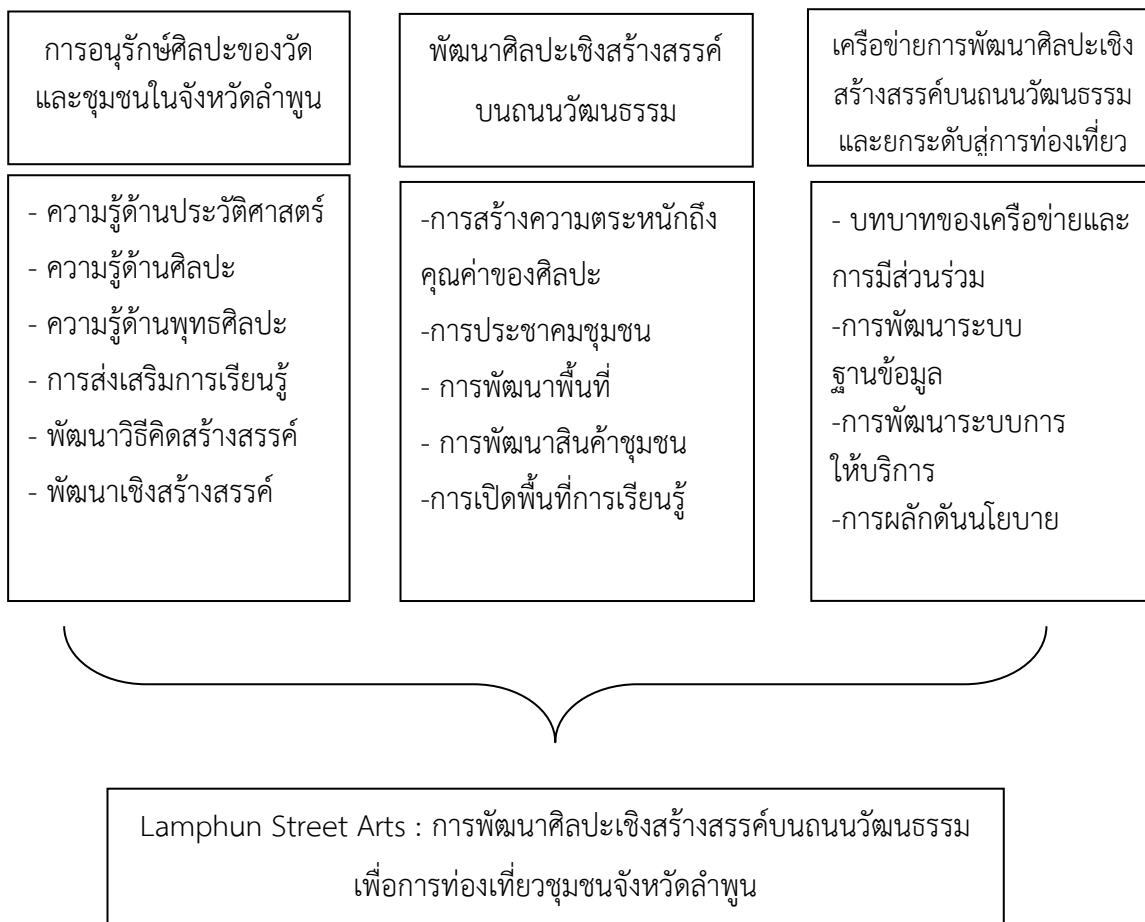 การอนุรักษ์ศิลปะของวัด
และชุมชนในจังหวัดลำพูน
- ความรู้ด้านประวัติศาสตร์
- ความรู้ด้านศิลปะ
- ความรู้ด้านพุทธศิลปะ
- การส่งเสริมการเรียนรู้
- พัฒนาวิธีคิดสร้างสรรค์
- พัฒนาเชิงสร้างสรรค์
พัฒนาศิลปะเชิงสร้างสรรค์
บนถนนวัฒนธรรม
-การสร้างความตระหนักถึง
คุณค่าของศิลปะ
-การประชาคมชุมชน
- การพัฒนาพื้นที่
- การพัฒนาสินค้าชุมชน
-การเปิดพื้นที่การเรียนรู้
เครือข่ายการพัฒนาศิลปะเชิง
สร้างสรรค์บนถนนวัฒนธรรม
และยกระดับสู่การท่องเที่ยว
- บทบาทของเครือข่ายและ
การมีส่วนร่วม
-การพัฒนาระบบ
ฐานข้อมูล
-การพัฒนาระบบการ
ให้บริการ
-การผลักดันนโยบาย
Lamphun Street Arts : การพัฒนาศิลปะเชิงสร้างสรรค์บนถนนวัฒนธรรม
เพื่อการท่องเที่ยวชุมชนจังหวัดลำพูน